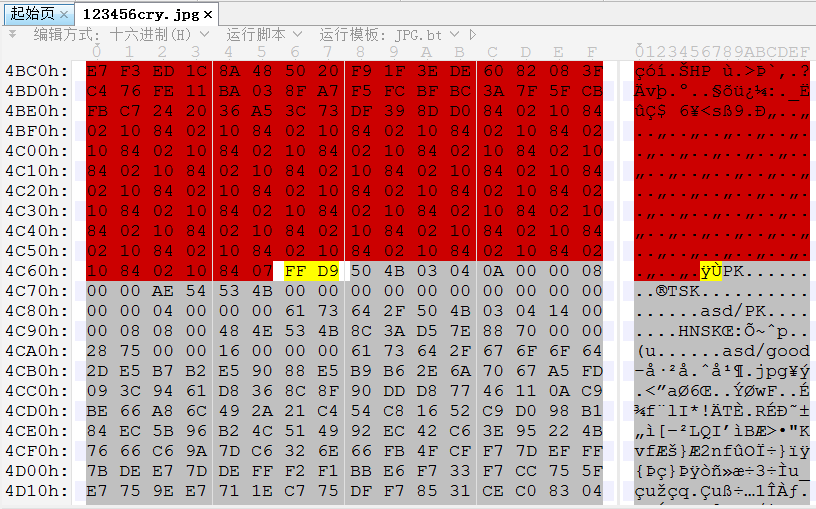 起始页 × 123456cry.jpg ×
编辑方式: 十六进制(H) 运行脚本 运行模板: JPG.bt
0 1 2 3 4 5 6 7 8 9 A B C D E F 0123456789ABCDEF
4BC0h: E7 F3 ED 1C 8A 48 50 20 F9 1F 3E DE 60 82 08 3F çóí.ŠHP ù.>Þ`‚.?
4BD0h: C4 76 FE 11 BA 03 8F A7 F5 FC BF BC 3A 7F 5F CB Ävþ.º..§õü¿¼:._Ë
4BE0h: FB C7 24 20 36 A5 3C 73 DF 39 8D D0 84 02 10 84 ûÇ$ 6¥<sß9.Ð„..„
4BF0h: 02 10 84 02 10 84 02 10 84 02 10 84 02 10 84 02 ..„..„..„..„..„.
4C00h: 10 84 02 10 84 02 10 84 02 10 84 02 10 84 02 10 .„..„..„..„..„..
4C10h: 84 02 10 84 02 10 84 02 10 84 02 10 84 02 10 84 „..„..„..„..„..„
4C20h: 02 10 84 02 10 84 02 10 84 02 10 84 02 10 84 02 ..„..„..„..„..„.
4C30h: 10 84 02 10 84 02 10 84 02 10 84 02 10 84 02 10 .„..„..„..„..„..
4C40h: 84 02 10 84 02 10 84 02 10 84 02 10 84 02 10 84 „..„..„..„..„..„
4C50h: 02 10 84 02 10 84 02 10 84 02 10 84 02 10 84 02 ..„..„..„..„..„.
4C60h: 10 84 02 10 84 07 FF D9 50 4B 03 04 0A 00 00 08 .„..„.ÿÙPK......
4C70h: 00 00 AE 54 53 4B 00 00 00 00 00 00 00 00 00 00 ..®TSK..........
4C80h: 00 00 04 00 00 00 61 73 64 2F 50 4B 03 04 14 00 ......asd/PK....
4C90h: 00 08 08 00 48 4E 53 4B 8C 3A D5 7E 88 70 00 00 ....HNSKŒ:Õ~ˆp..
4CA0h: 28 75 00 00 16 00 00 00 61 73 64 2F 67 6F 6F 64 (u......asd/good
4CB0h: 2D E5 B7 B2 E5 90 88 E5 B9 B6 2E 6A 70 67 A5 FD -å·²å.ˆå¹¶.jpg¥ý
4CC0h: 09 3C 94 61 D8 36 8C 8F 90 DD D8 77 46 11 0A C9 .<”aØ6Œ..ÝØwF..É
4CD0h: BE 66 A8 6C 49 2A 21 C4 54 C8 16 52 C9 D0 98 B1 ¾f¨lI*!ÄTÈ.RÉÐ˜±
4CE0h: 84 EC 5B 96 B2 4C 51 49 92 EC 42 C6 3E 95 22 4B „ì[–²LQI’ìBÆ>•"K
4CF0h: 76 66 C6 9A 7D C6 32 6E 66 FB 4F CF F7 7D EF FF vfÆš}Æ2nfûOÏ÷}ïÿ
4D00h: 7B DE E7 7D DE FF F2 F1 BB E6 F7 33 F7 CC 75 5F {Þç}Þÿòñ»æ÷3÷Ìu_
4D10h: E7 75 9E E7 71 1E C7 75 DF F7 85 31 CE C0 83 04 çužçq.Çuß÷…1ÎÀƒ.